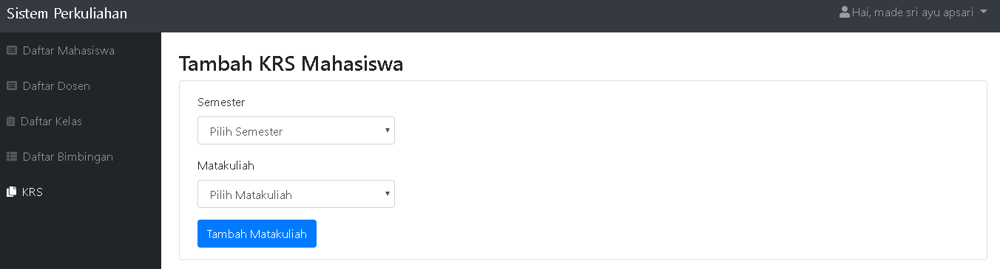 Sistem Perkuliahan
Hai, made sri ayu apsari
Daftar Mahasiswa
Daftar Dosen
Daftar Kelas
Daftar Bimbingan
KRS
Tambah KRS Mahasiswa
Semester
Pilih Semester
Matakuliah
Pilih Matakuliah
Tambah Matakuliah